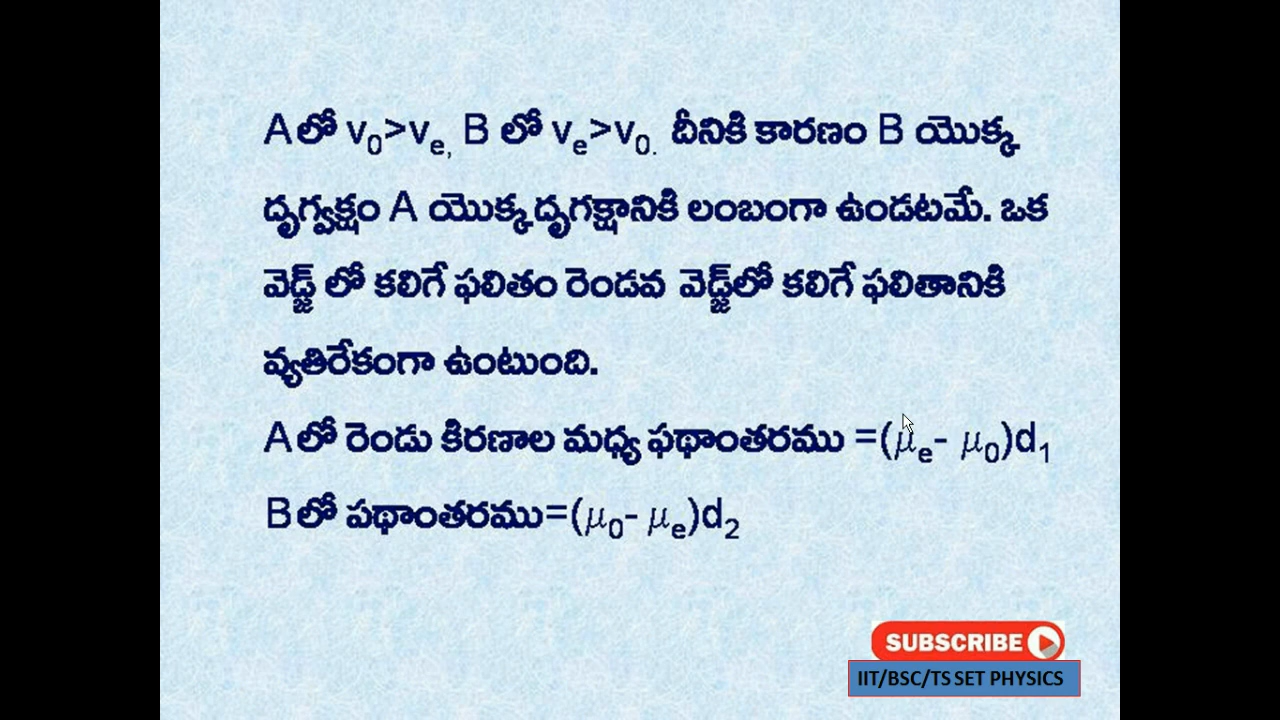 A లో v₀>vₑ, B లో vₑ>v₀. దీనికి కారణం B యొక్క
దృగ్వక్షం A యొక్క దృగక్షానికి లంబంగా ఉండటమే. ఒక
వెడ్జ్ లో కలిగే ఫలితం రెండవ వెడ్జ్‌లో కలిగే ఫలితానికి
వ్యతిరేకంగా ఉంటుంది.
A లో రెండు కిరణాల మధ్య ఫథాంతరము =(μₑ- μ₀)d₁
B లో పథాంతరము=(μ₀- μₑ)d₂
SUBSCRIBE
IIT/BSC/TS SET PHYSICS